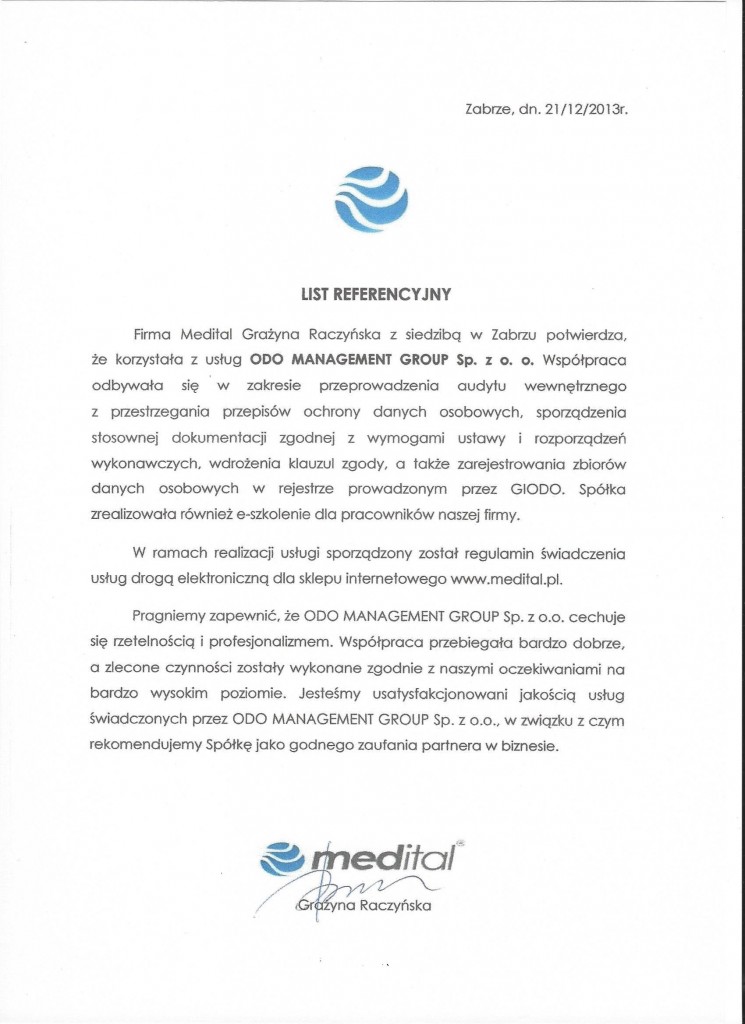 Zabrze, dn. 21/12/2013r.
LIST REFERENCYJNY
Firma Medital Grażyna Raczyńska z siedzibą w Zabrzu potwierdza,
że korzystała z usług ODO MANAGEMENT GROUP Sp. z o. o. Współpraca
odbywała się w zakresie przeprowadzenia audytu wewnętrznego
z przestrzegania przepisów ochrony danych osobowych, sporządzenia
stosownej dokumentacji zgodnej z wymogami ustawy i rozporządzeń
wykonawczych, wdrożenia klauzul zgody, a także zarejestrowania zbiorów
danych osobowych w rejestrze prowadzonym przez GIODO. Spółka
zrealizowała również e-szkolenie dla pracowników naszej firmy.
W ramach realizacji usługi sporządzony został regulamin świadczenia
usług drogą elektroniczną dla sklepu internetowego www.medital.pl.
Pragniemy zapewnić, że ODO MANAGEMENT GROUP Sp. z o.o. cechuje
się rzetelnością i profesjonalizmem. Współpraca przebiegała bardzo dobrze,
a zlecone czynności zostały wykonane zgodnie z naszymi oczekiwaniami na
bardzo wysokim poziomie. Jesteśmy usatysfakcjonowani jakością usług
świadczonych przez ODO MANAGEMENT GROUP Sp. z o.o., w związku z czym
rekomendujemy Spółkę jako godnego zaufania partnera w biznesie.
medital®
Grażyna Raczyńska